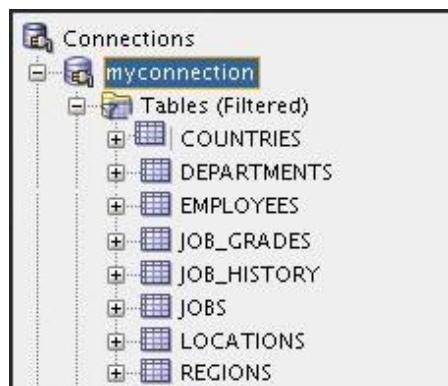 Connections
myconnection
Tables (Filtered)
COUNTRIES
DEPARTMENTS
EMPLOYEES
JOB_GRADES
JOB_HISTORY
JOBS
LOCATIONS
REGIONS